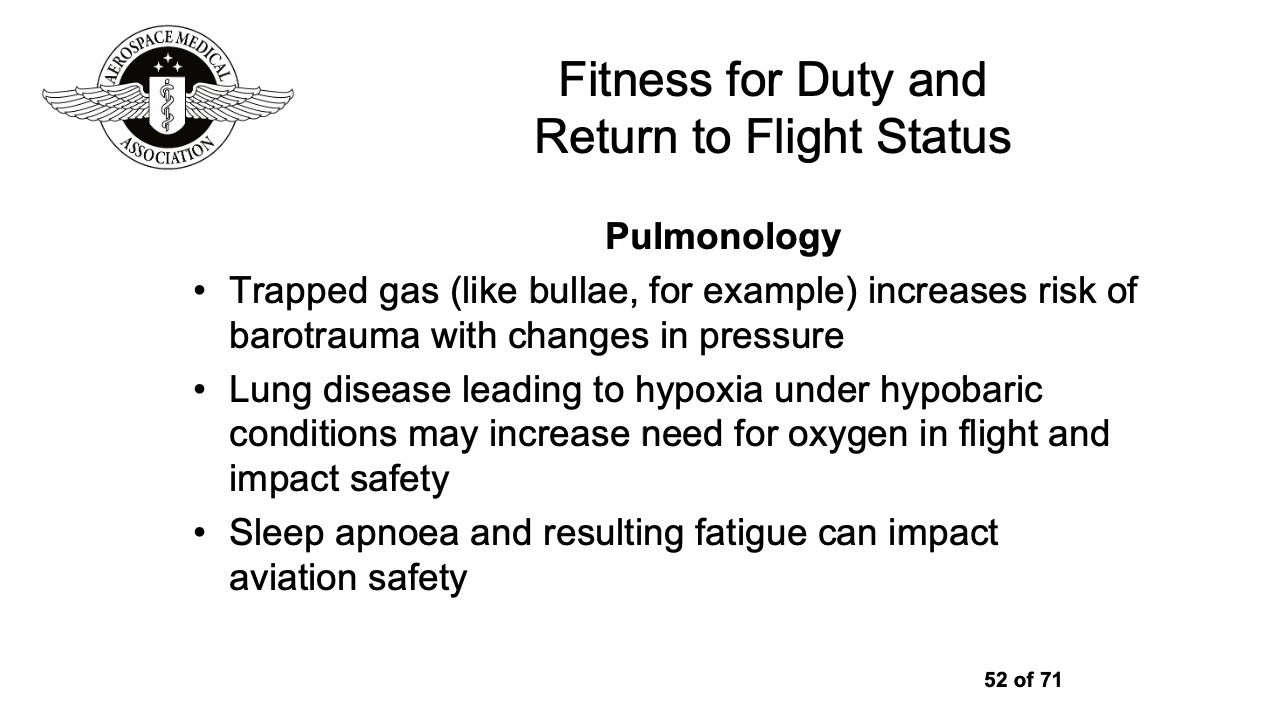 AEROSPACE MEDICAL
ASSOCIATION
Fitness for Duty and
Return to Flight Status
Pulmonology
• Trapped gas (like bullae, for example) increases risk of
barotrauma with changes in pressure
• Lung disease leading to hypoxia under hypobaric
conditions may increase need for oxygen in flight and
impact safety
• Sleep apnoea and resulting fatigue can impact
aviation safety
52 of 71